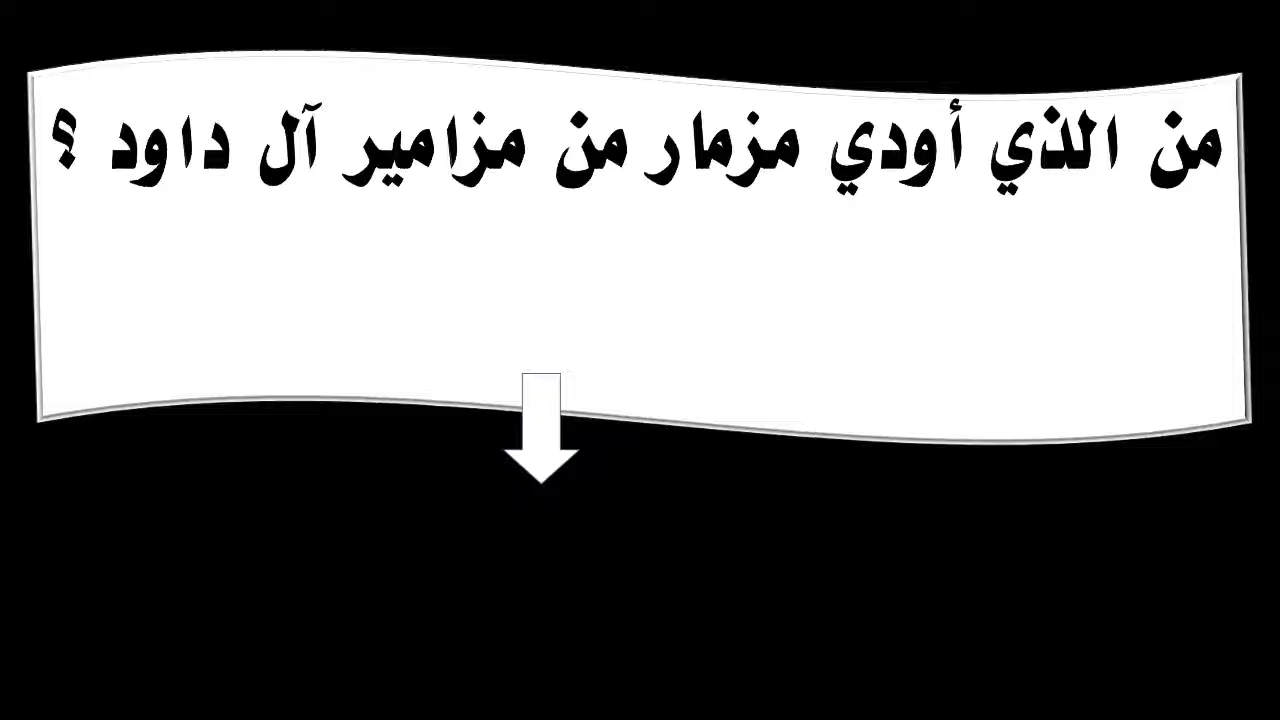 من الذي أودي مزمار من مزامير آل داود ؟